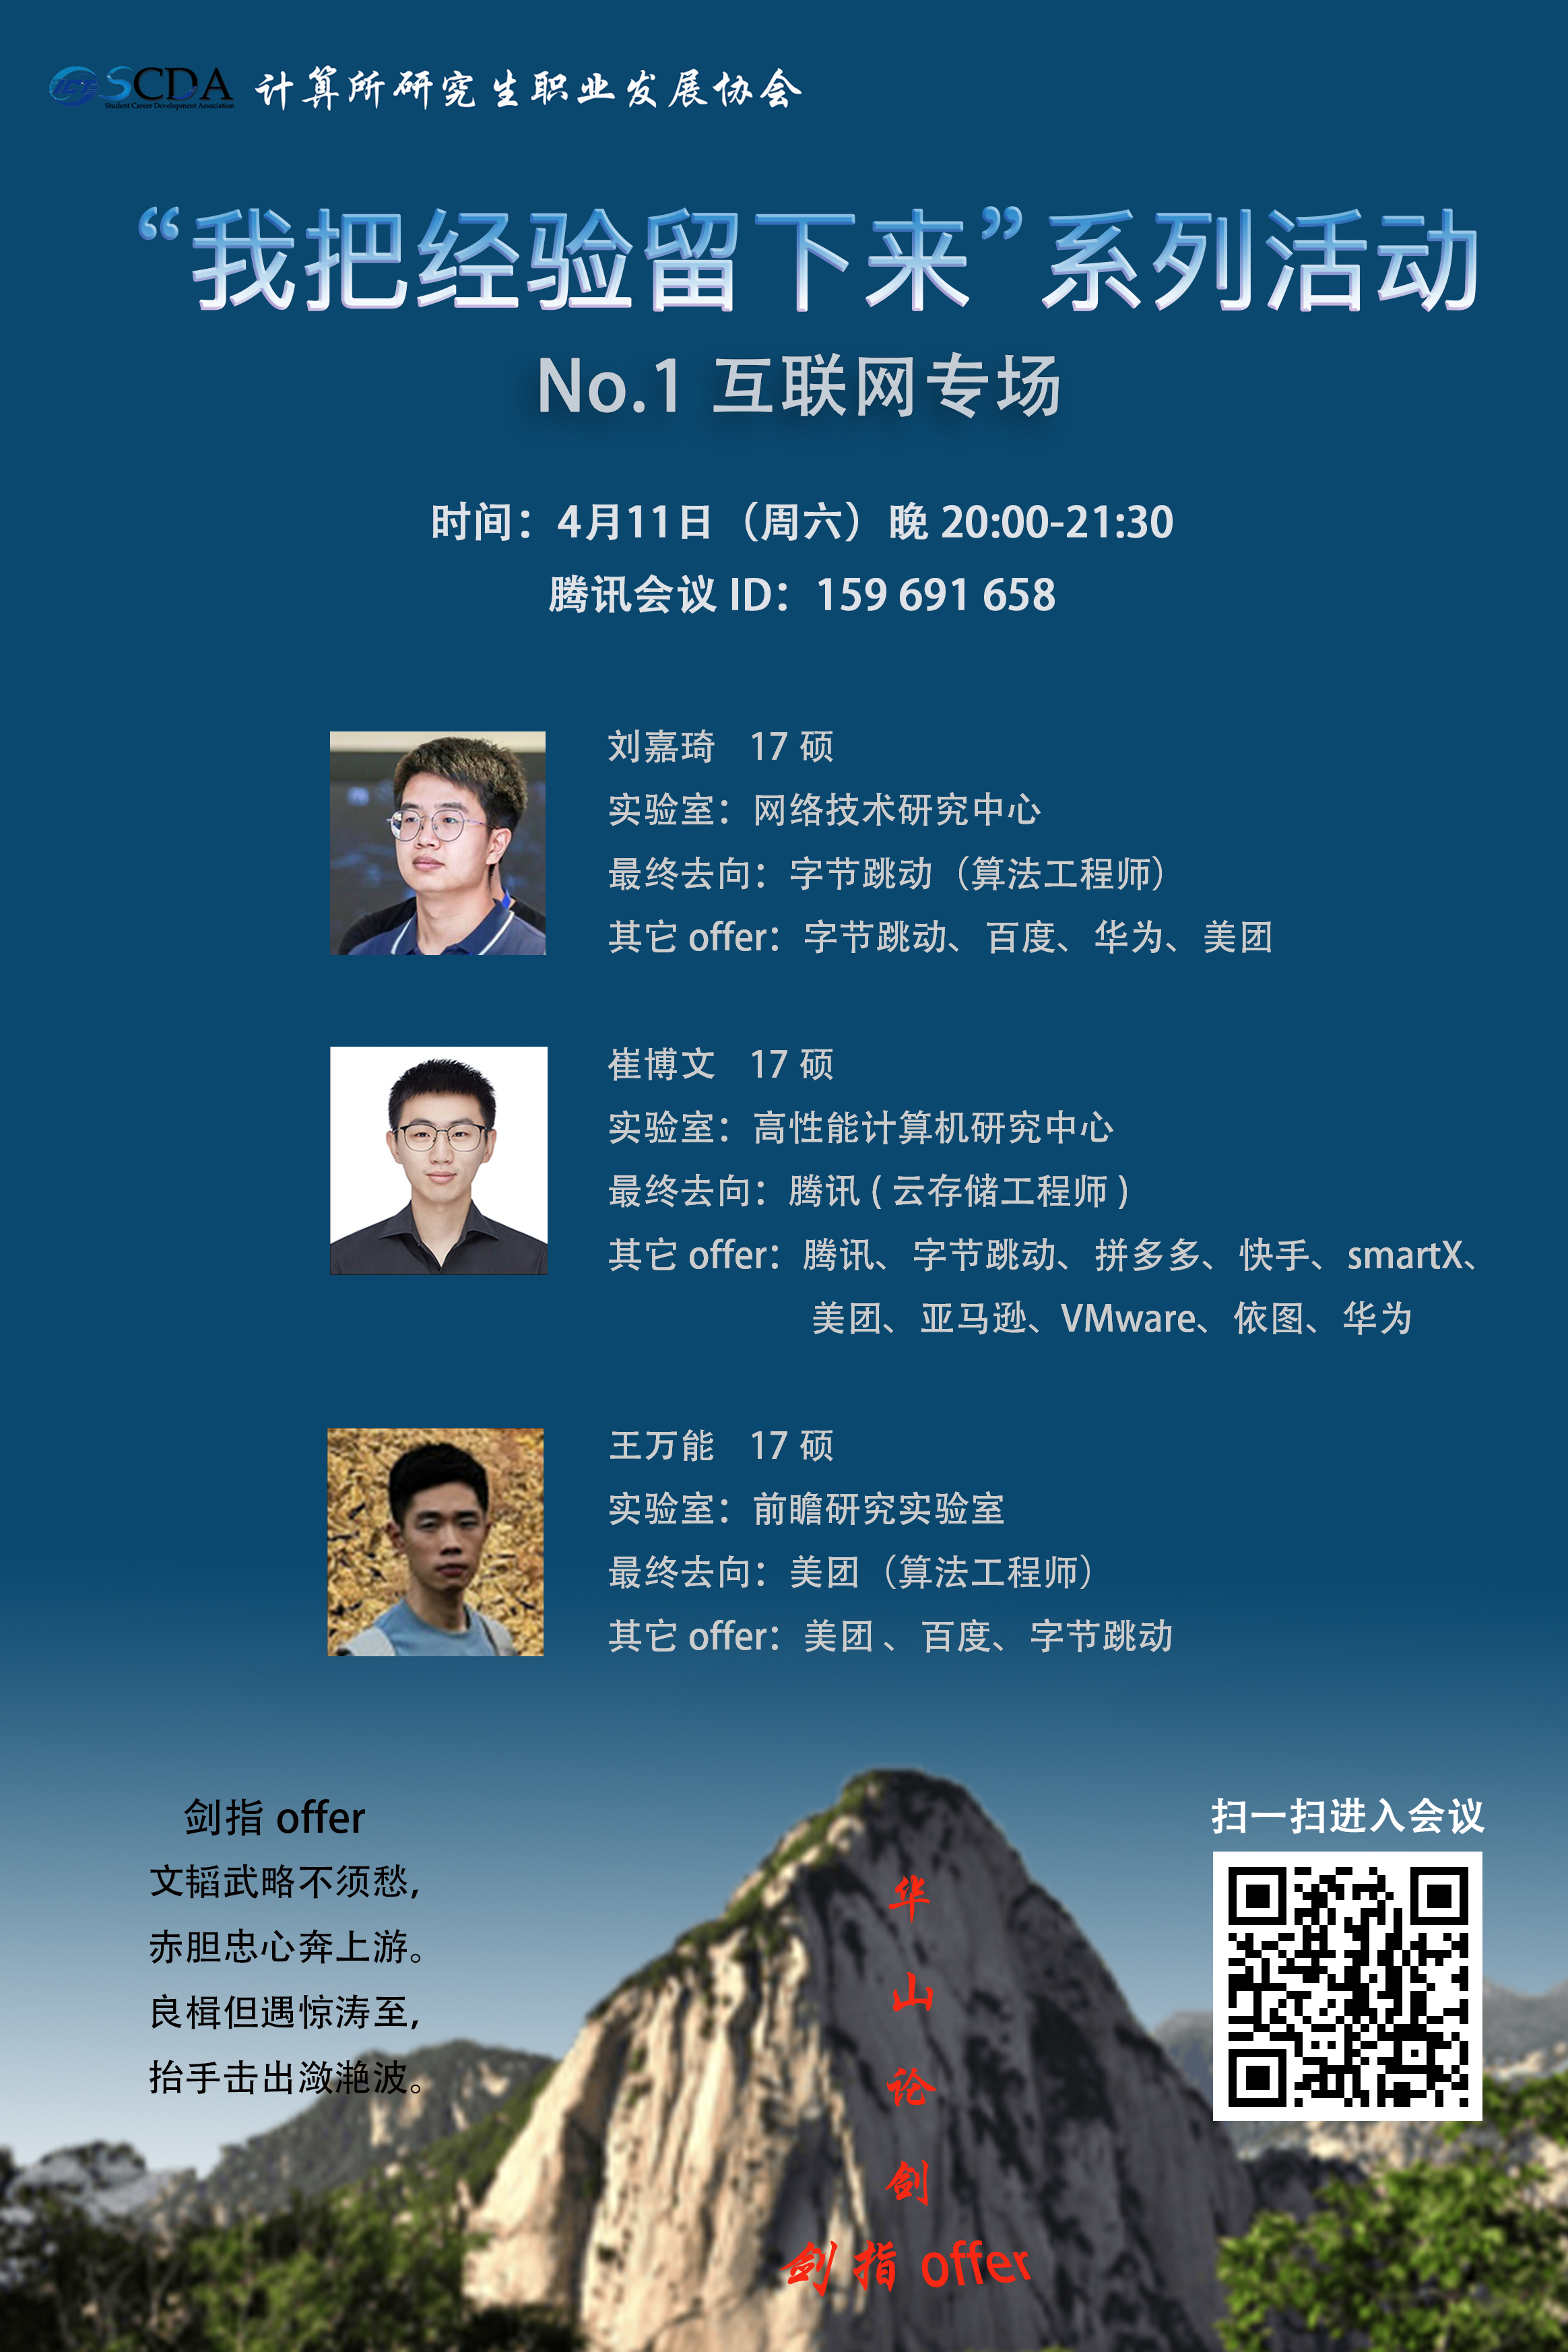 SCDA 计算所研究生职业发展协会
Student Career Development Association
“我把经验留下来”系列活动
No.1 互联网专场
时间：4月11日（周六）晚 20:00-21:30
腾讯会议 ID：159 691 658
刘嘉琦 17 硕
实验室：网络技术研究中心
最终去向：字节跳动（算法工程师）
其它 offer：字节跳动、百度、华为、美团
崔博文 17 硕
实验室：高性能计算机研究中心
最终去向：腾讯 ( 云存储工程师 )
其它 offer：腾讯、字节跳动、拼多多、快手、smartX、
美团、亚马逊、VMware、依图、华为
王万能 17 硕
实验室：前瞻研究实验室
最终去向：美团（算法工程师）
其它 offer：美团 、百度、字节跳动
剑指 offer
文韬武略不须愁，
赤胆忠心奔上游。
良楫但遇惊涛至，
抬手击出潋滟波。
华
山
论
剑
剑指 offer
扫一扫进入会议